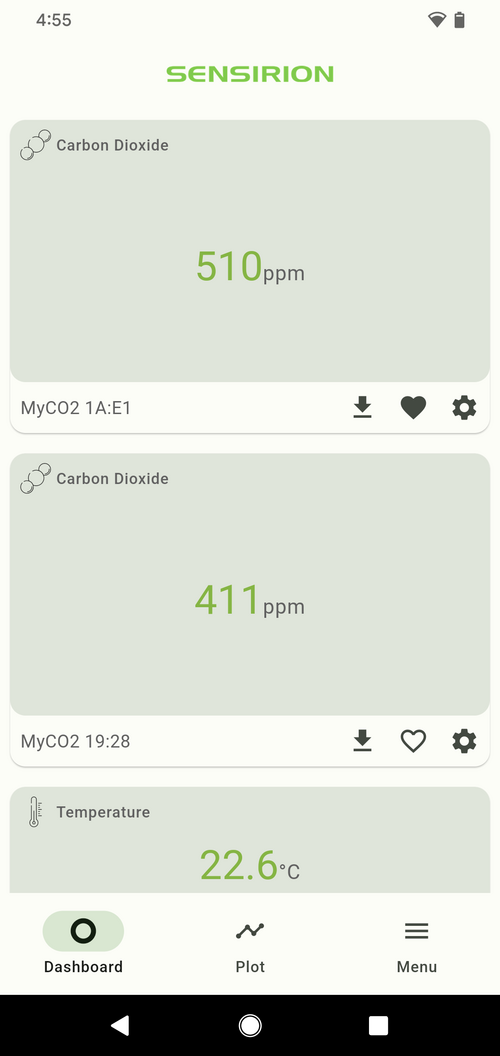 4:55
SENSIRION
Carbon Dioxide
510ppm
MyCO2 1A:E1
Carbon Dioxide
411ppm
MyCO2 19:28
Temperature
22.6°C
Dashboard
Plot
Menu